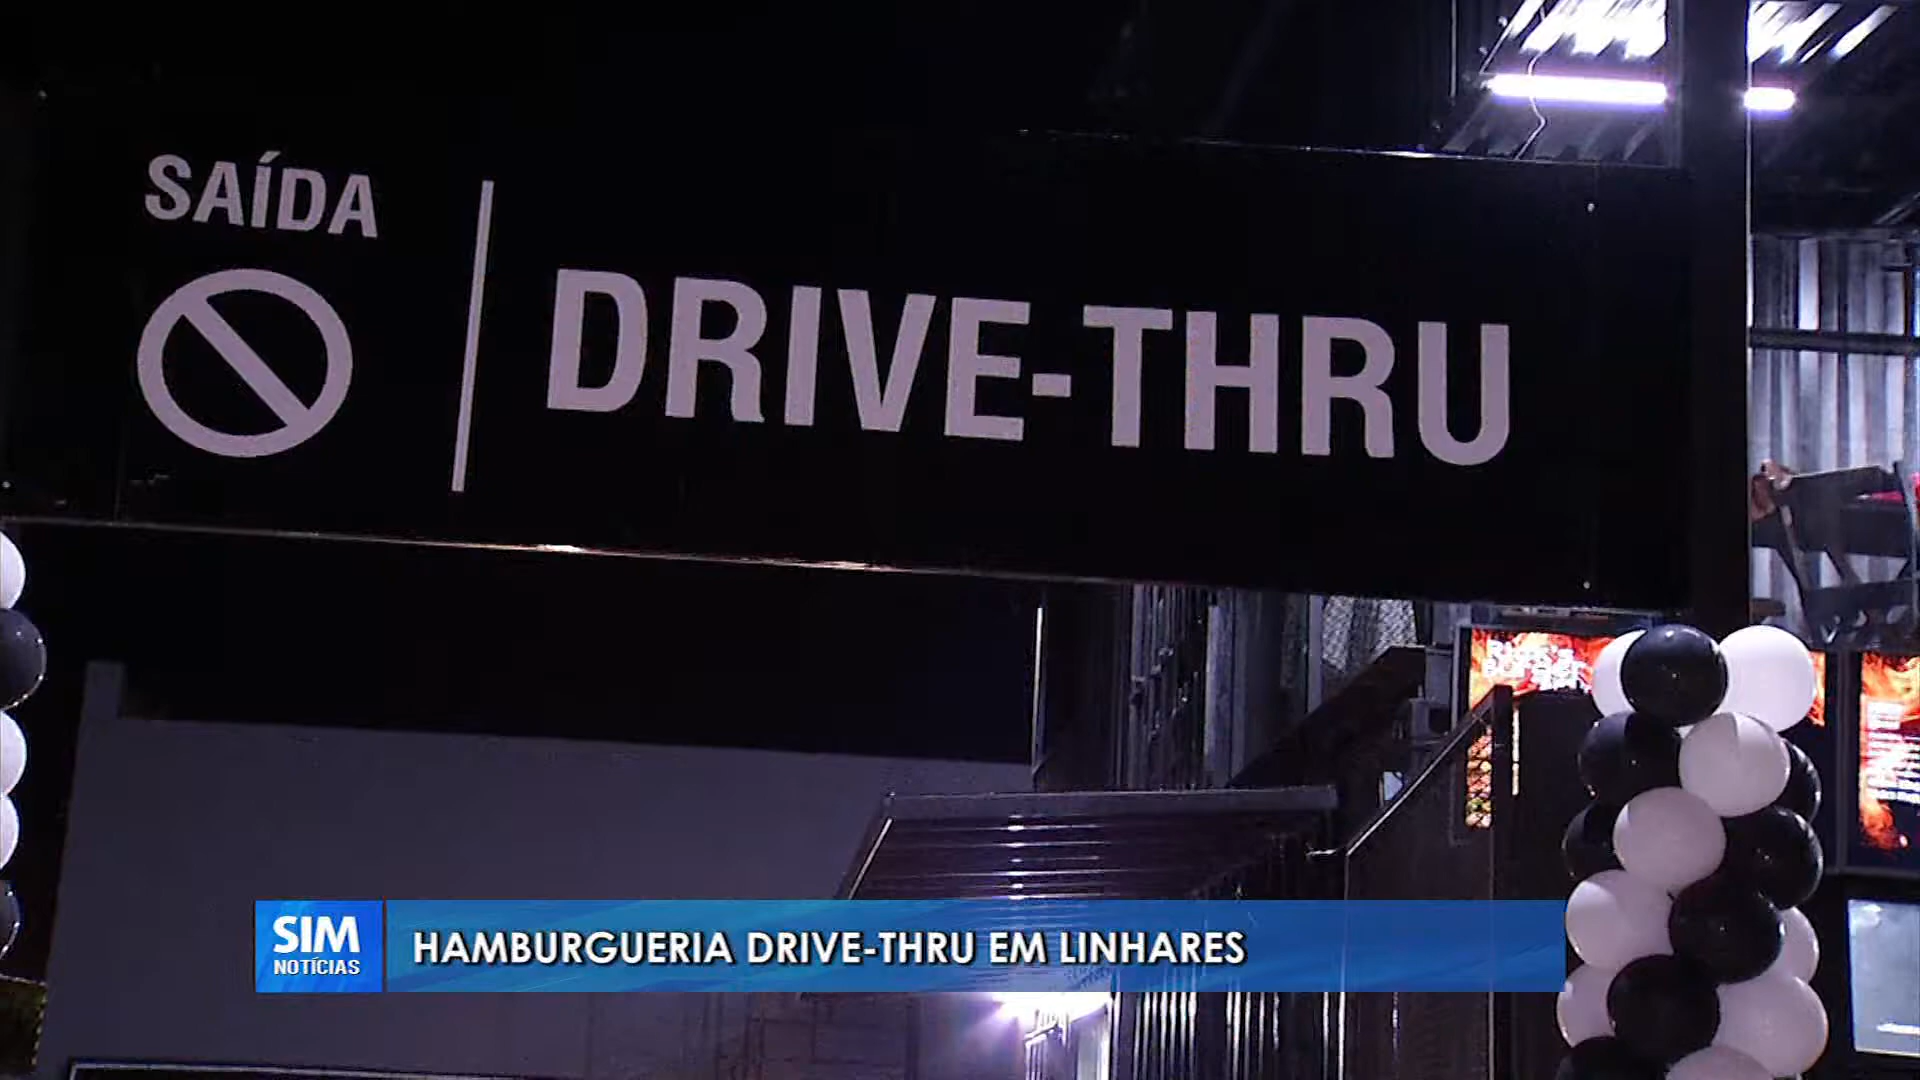 SAÍDA
DRIVE-THRU
SIM
NOTÍCIAS
HAMBURGUERIA DRIVE-THRU EM LINHARES